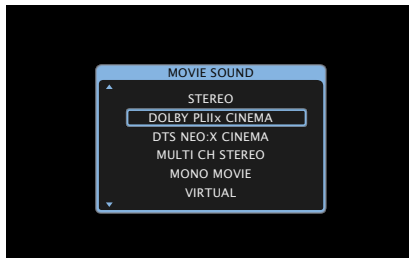 MOVIE SOUND
STEREO
DOLBY PLIIx CINEMA
DTS NEO:X CINEMA
MULTI CH STEREO
MONO MOVIE
VIRTUAL